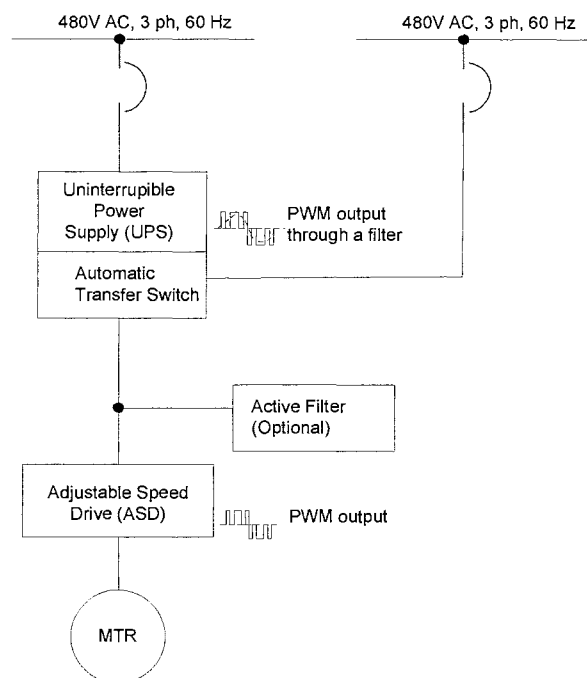 480V AC, 3 ph, 60 Hz
480V AC, 3 ph, 60 Hz
Uninterrupible
Power
Supply (UPS)
PWM output
through a filter
Automatic
Transfer Switch
Active Filter
(Optional)
Adjustable Speed
Drive (ASD)
PWM output
MTR